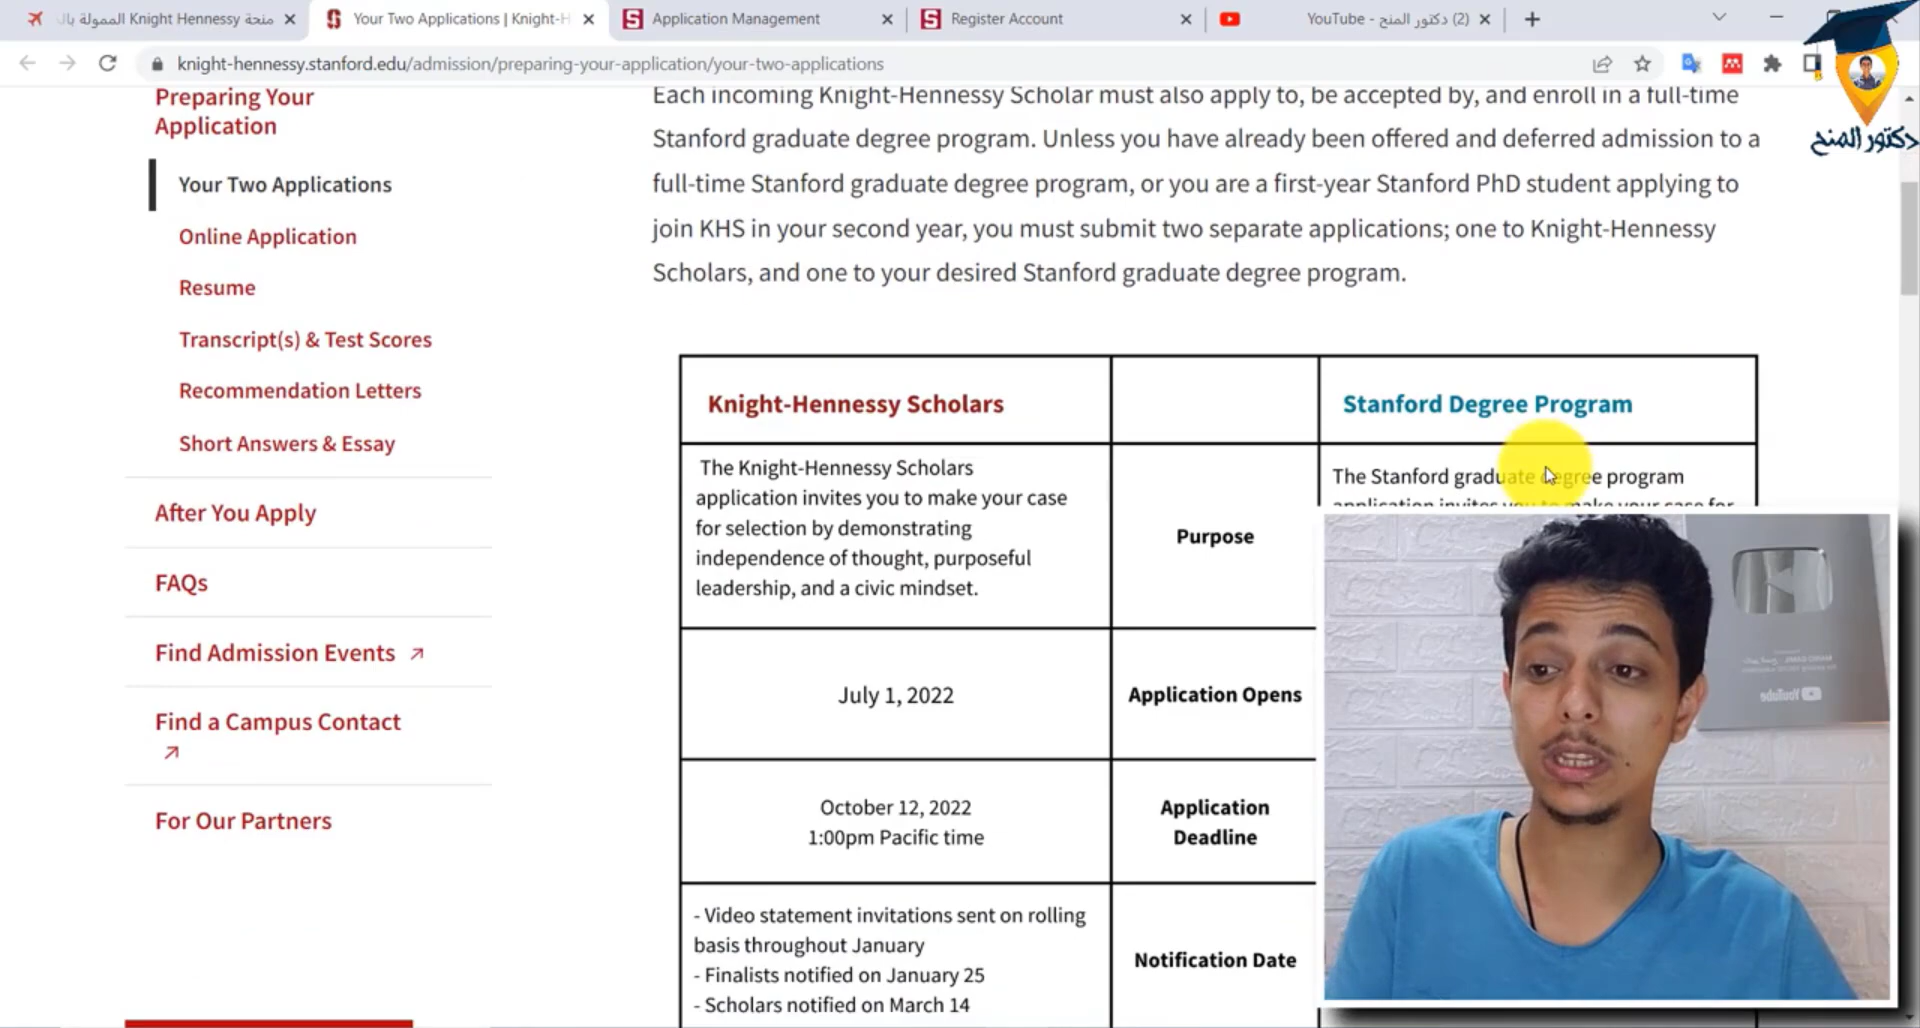 منحة Knight Hennessy الممولة بالـ
Your Two Applications | Knight-H
Application Management
Register Account
(2) دكتور المنح - YouTube
knight-hennessy.stanford.edu/admission/preparing-your-application/your-two-applications
دكتور المنح
Preparing Your
Application
Your Two Applications
Online Application
Resume
Transcript(s) & Test Scores
Recommendation Letters
Short Answers & Essay
After You Apply
FAQs
Find Admission Events
Find a Campus Contact
For Our Partners
Each incoming Knight-Hennessy Scholar must also apply to, be accepted by, and enroll in a full-time
Stanford graduate degree program. Unless you have already been offered and deferred admission to a
full-time Stanford graduate degree program, or you are a first-year Stanford PhD student applying to
join KHS in your second year, you must submit two separate applications; one to Knight-Hennessy
Scholars, and one to your desired Stanford graduate degree program.
Knight-Hennessy Scholars
Stanford Degree Program
The Knight-Hennessy Scholars
application invites you to make your case
for selection by demonstrating
independence of thought, purposeful
leadership, and a civic mindset.
Purpose
The Stanford graduate degree program
application invites you to make your case for
July 1, 2022
Application Opens
October 12, 2022
1:00pm Pacific time
Application
Deadline
- Video statement invitations sent on rolling
basis throughout January
- Finalists notified on January 25
- Scholars notified on March 14
Notification Date
YouTube